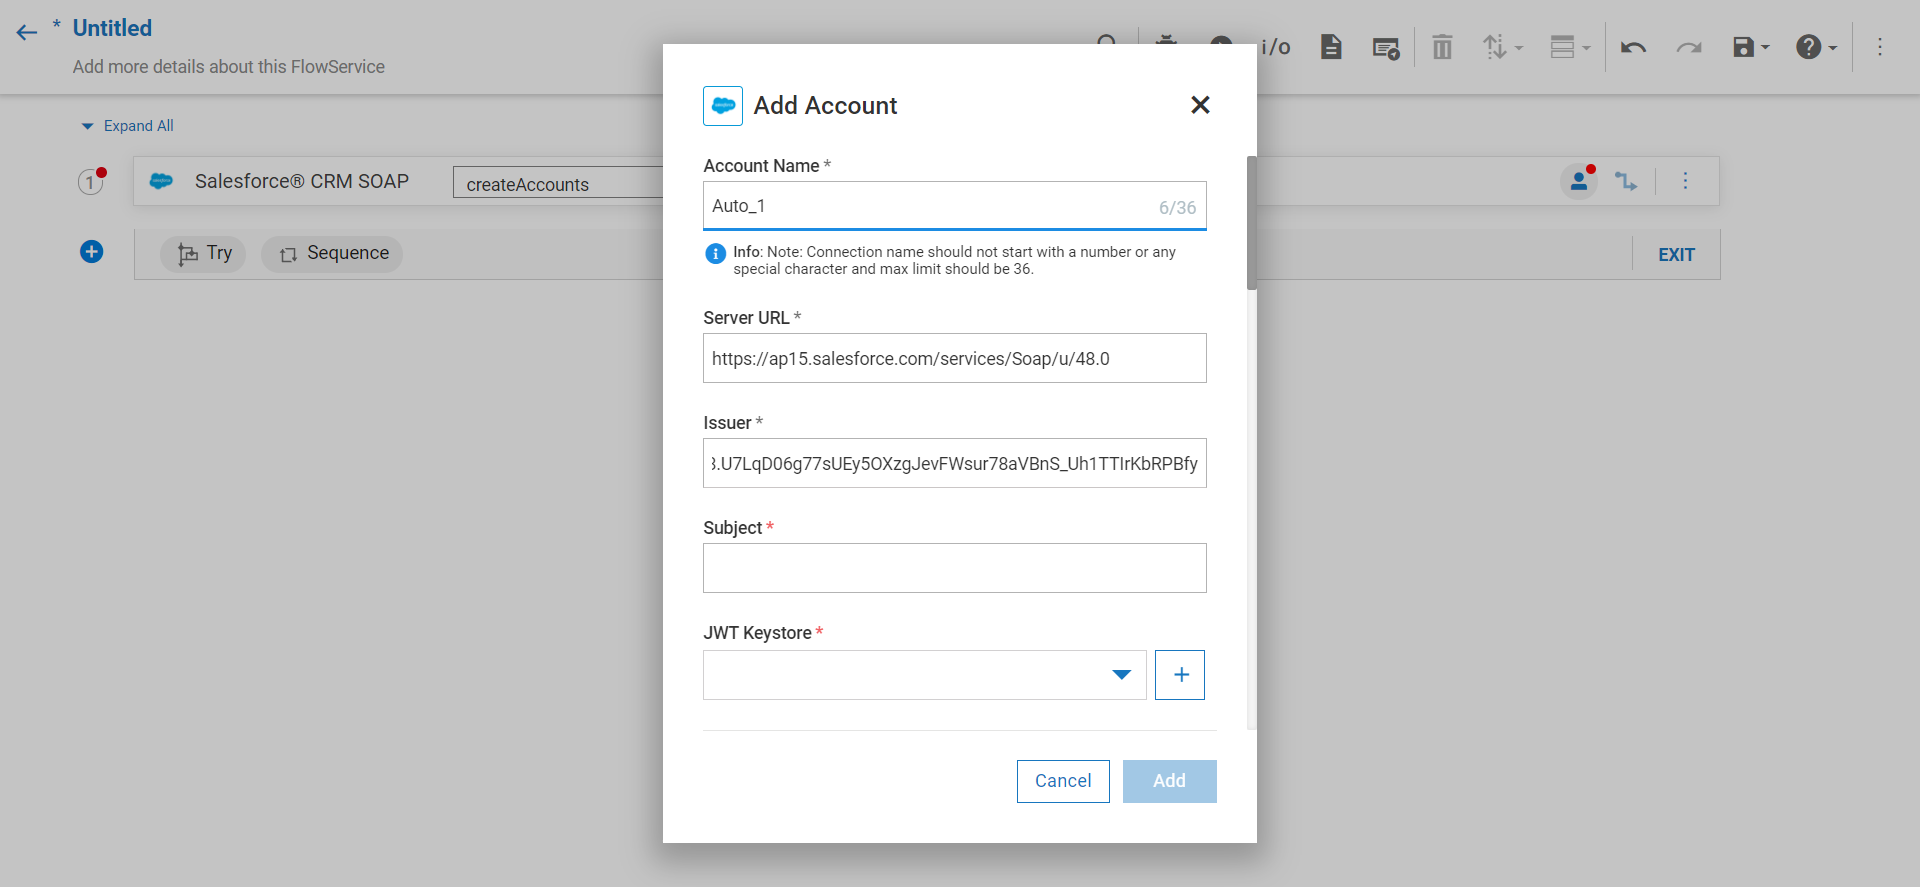 * Untitled
Add more details about this FlowService
i/o
Expand All
1 Salesforce® CRM SOAP createAccounts
Try Sequence EXIT
Add Account
Account Name *
Auto_1 6/36
Info: Note: Connection name should not start with a number or any
special character and max limit should be 36.
Server URL *
https://ap15.salesforce.com/services/Soap/u/48.0
Issuer *
.U7LqD06g77sUEy5OXzgJevFWsur78aVBnS_Uh1TTIrKbRPBfy
Subject *
JWT Keystore *
Cancel Add